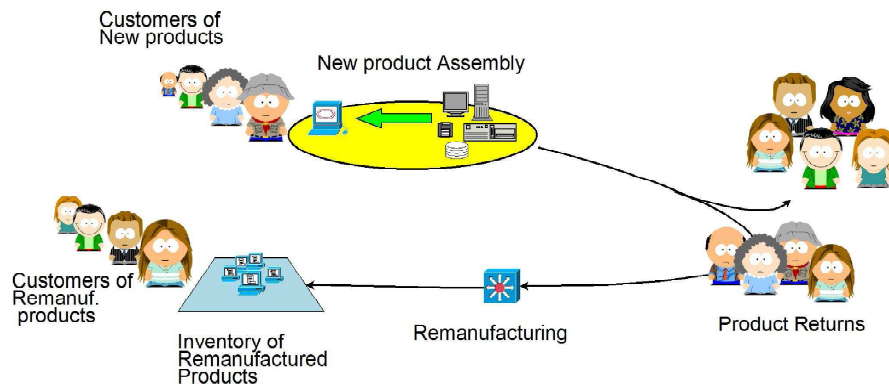 Customers of
New products
New product Assembly
Customers of
Remanuf.
products
Inventory of
Remanufactured
Products
Remanufacturing
Product Returns